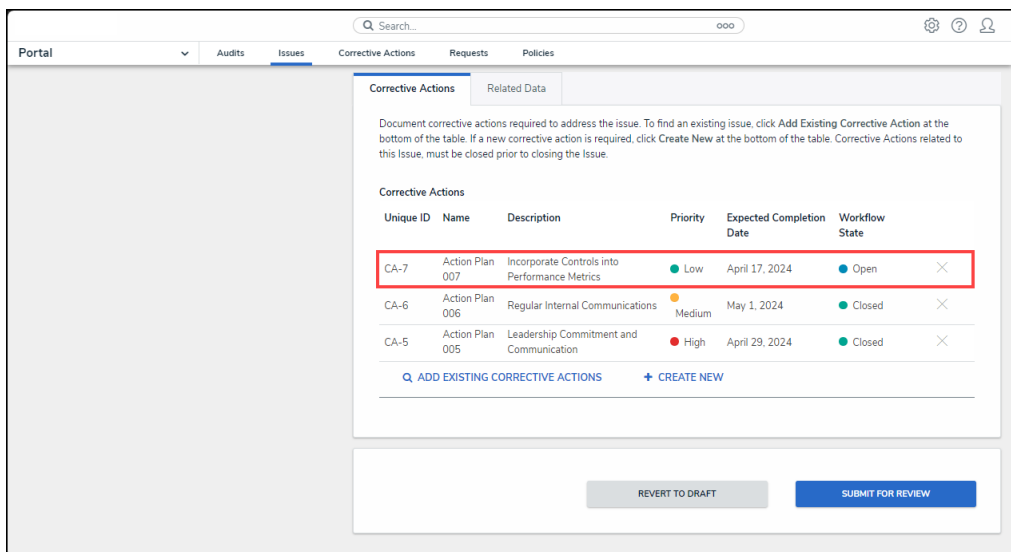 Search...
Portal Audits Issues Corrective Actions Requests Policies
Corrective Actions Related Data
Document corrective actions required to address the issue. To find an existing issue, click Add Existing Corrective Action at the
bottom of the table. If a new corrective action is required, click Create New at the bottom of the table. Corrective Actions related to
this Issue, must be closed prior to closing the Issue.
Corrective Actions
Unique ID Name Description Priority Expected Completion Date Workflow State
CA-7 Action Plan 007 Incorporate Controls into Performance Metrics Low April 17, 2024 Open
CA-6 Action Plan 006 Regular Internal Communications Medium May 1, 2024 Closed
CA-5 Action Plan 005 Leadership Commitment and Communication High April 29, 2024 Closed
ADD EXISTING CORRECTIVE ACTIONS + CREATE NEW
REVERT TO DRAFT SUBMIT FOR REVIEW